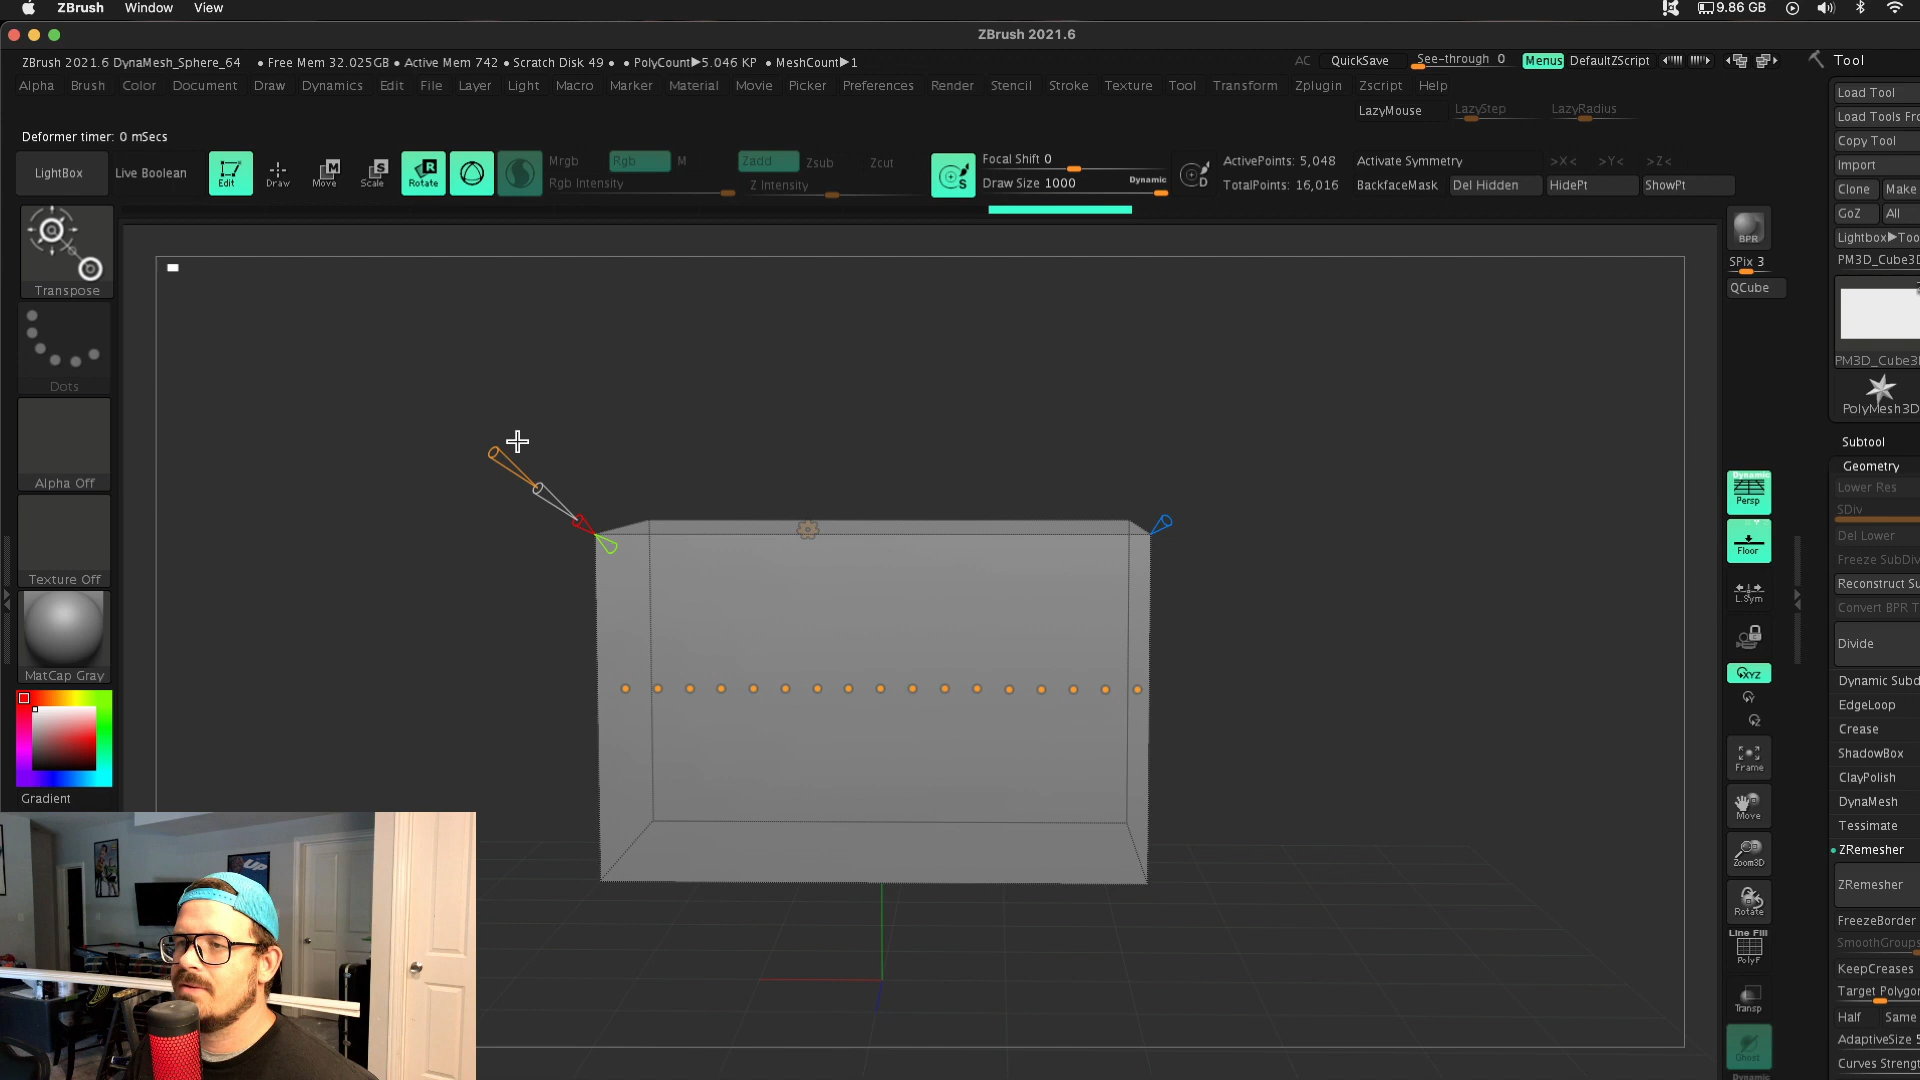 ZBrush Window View 9.86 GB
ZBrush 2021.6
ZBrush 2021.6 DynaMesh_Sphere_64 • Free Mem 32.025GB • Active Mem 742 • Scratch Disk 49 • • PolyCount▶5.046 KP • MeshCount▶1 AC QuickSave See-through 0 Menus DefaultZScript Tool
Alpha Brush Color Document Draw Dynamics Edit File Layer Light Macro Marker Material Movie Picker Preferences Render Stencil Stroke Texture Tool Transform Zplugin Zscript Help
LazyMouse LazyStep LazyRadius
Deformer timer: 0 mSecs
LightBox Live Boolean Edit Draw Move Scale Rotate
Mrgb Rgb M Zadd Zsub Zcut
Rgb Intensity Z Intensity
Focal Shift 0
Draw Size 1000 Dynamic
ActivePoints: 5,048 Activate Symmetry >X< >Y< >Z<
TotalPoints: 16,016 BackfaceMask Del Hidden HidePt ShowPt
Transpose
Dots
Alpha Off
Texture Off
MatCap Gray
Gradient
BPR
SPix 3
QCube
Dynamic
Persp
Floor
L.Sym
XYZ
Frame
Move
Zoom3D
Rotate
Line Fill
PolyF
Transp
Ghost
Dynamic
Load Tool
Load Tools Fro
Copy Tool
Import
Clone Make
GoZ All
Lightbox▶Too
PM3D_Cube3D
PM3D_Cube3
PolyMesh3D
Subtool
Geometry
Lower Res
SDiv
Del Lower
Freeze SubDiv
Reconstruct Su
Convert BPR T
Divide
Dynamic Subd
EdgeLoop
Crease
ShadowBox
ClayPolish
DynaMesh
Tessimate
ZRemesher
ZRemesher
FreezeBorder
SmoothGroups
KeepCreases
Target Polygon
Half Same
AdaptiveSize 5
Curves Strengt
UP